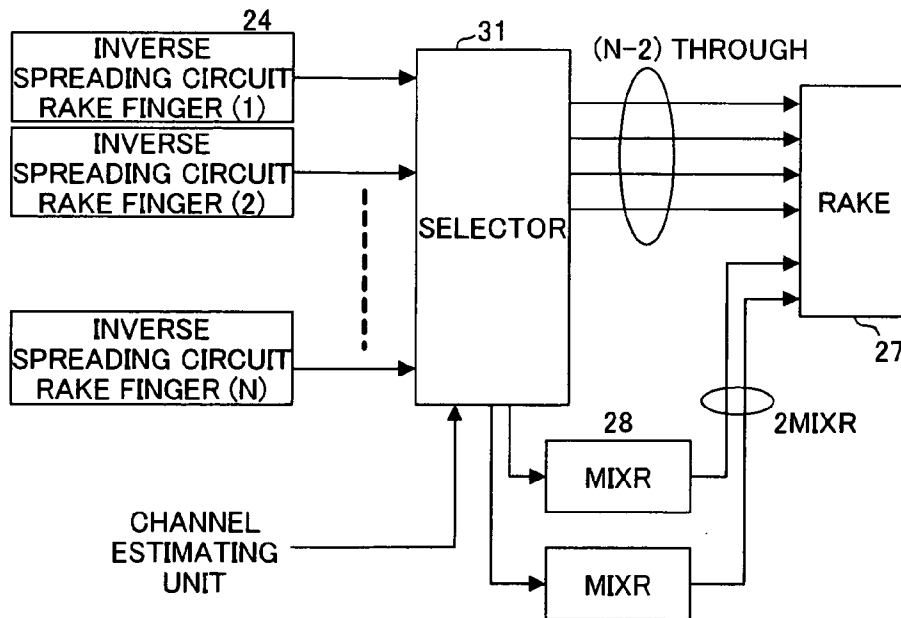 24
INVERSE
SPREADING CIRCUIT
RAKE FINGER (1)
INVERSE
SPREADING CIRCUIT
RAKE FINGER (2)
INVERSE
SPREADING CIRCUIT
RAKE FINGER (N)
31
SELECTOR
(N-2) THROUGH
RAKE
27
2MIXR
28
MIXR
MIXR
CHANNEL
ESTIMATING
UNIT